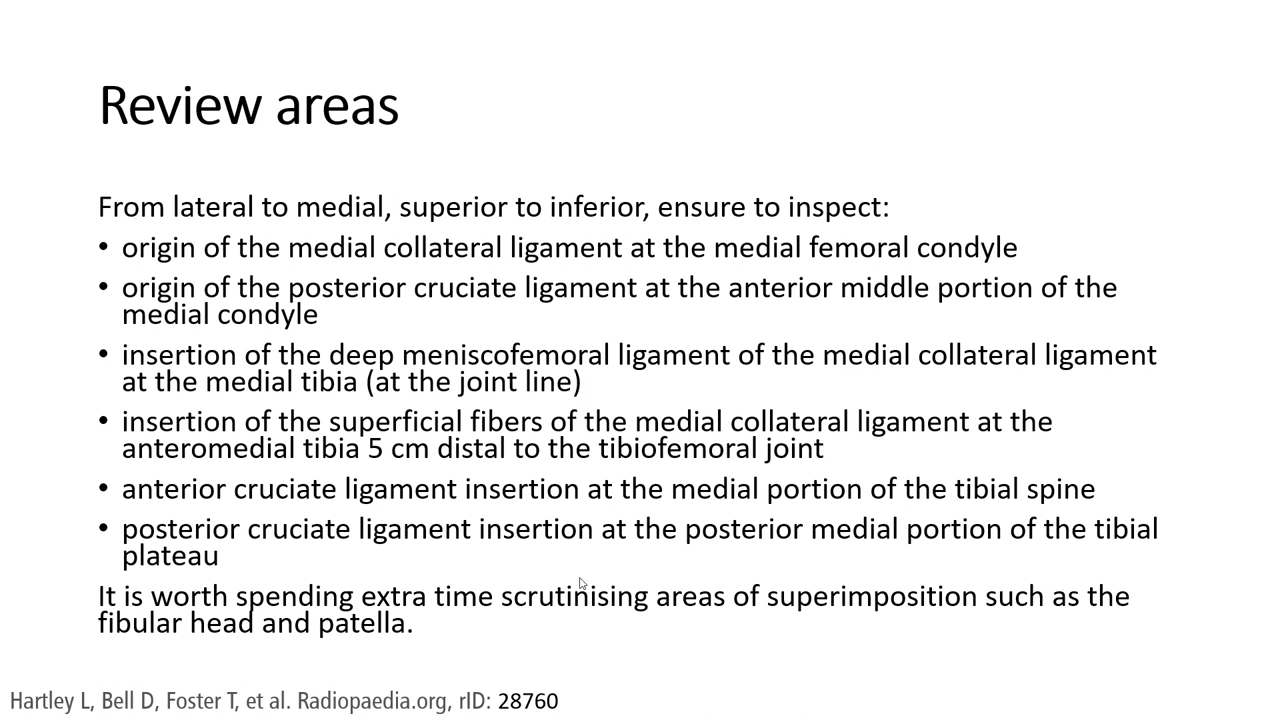 Review areas
From lateral to medial, superior to inferior, ensure to inspect:
• origin of the medial collateral ligament at the medial femoral condyle
• origin of the posterior cruciate ligament at the anterior middle portion of the
medial condyle
• insertion of the deep meniscofemoral ligament of the medial collateral ligament
at the medial tibia (at the joint line)
• insertion of the superficial fibers of the medial collateral ligament at the
anteromedial tibia 5 cm distal to the tibiofemoral joint
• anterior cruciate ligament insertion at the medial portion of the tibial spine
• posterior cruciate ligament insertion at the posterior medial portion of the tibial
plateau
It is worth spending extra time scrutinising areas of superimposition such as the
fibular head and patella.
Hartley L, Bell D, Foster T, et al. Radiopaedia.org, rID: 28760